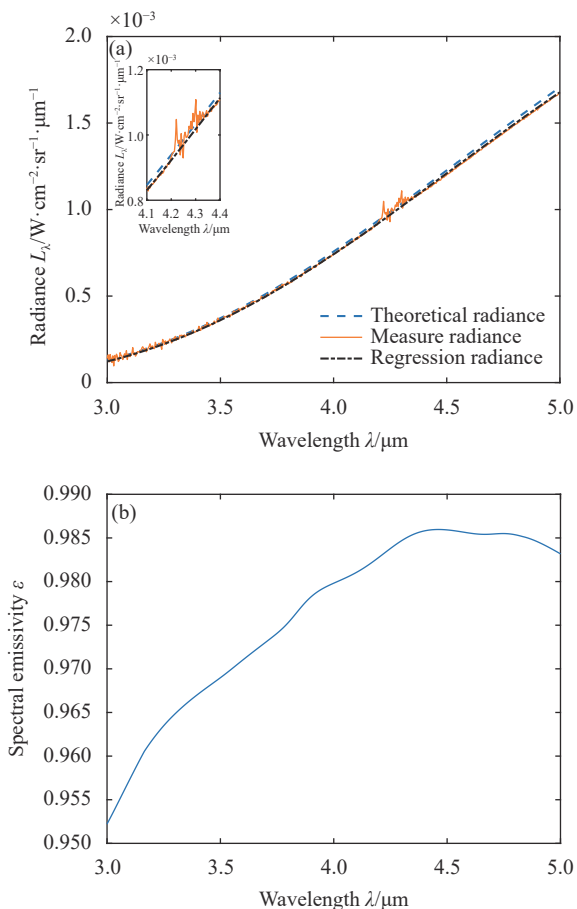 ×10⁻³
(a)
2.0
1.5
1.0
0.5
0
Radiance Lλ/W·cm⁻²·sr⁻¹·μm⁻¹
×10⁻³
1.2
1.0
0.8
Radiance Lλ/W·cm⁻²·sr⁻¹·μm⁻¹
4.1 4.2 4.3 4.4
Wavelength λ/μm
Theoretical radiance
Measure radiance
Regression radiance
3.0 3.5 4.0 4.5 5.0
Wavelength λ/μm
(b)
0.990
0.985
0.980
0.975
0.970
0.965
0.960
0.955
0.950
Spectral emissivity ε
3.0 3.5 4.0 4.5 5.0
Wavelength λ/μm